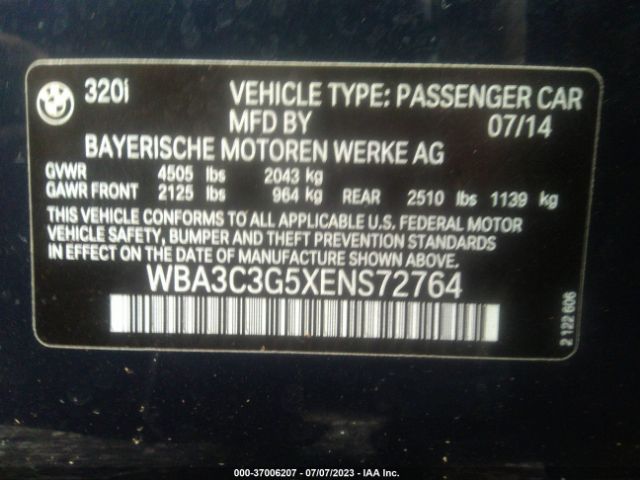 320i VEHICLE TYPE: PASSENGER CAR
MFD BY 07/14
BAYERISCHE MOTOREN WERKE AG
GVWR 4505 lbs 2043 kg
GAWR FRONT 2125 lbs 964 kg REAR 2510 lbs 1139 kg
THIS VEHICLE CONFORMS TO ALL APPLICABLE U.S. FEDERAL MOTOR
VEHICLE SAFETY, BUMPER AND THEFT PREVENTION STANDARDS
IN EFFECT ON THE DATE OF MANUFACTURE SHOWN ABOVE.
WBA3C3G5XENS72764
2 122 606
000-37006207 - 07/07/2023 - IAA Inc.